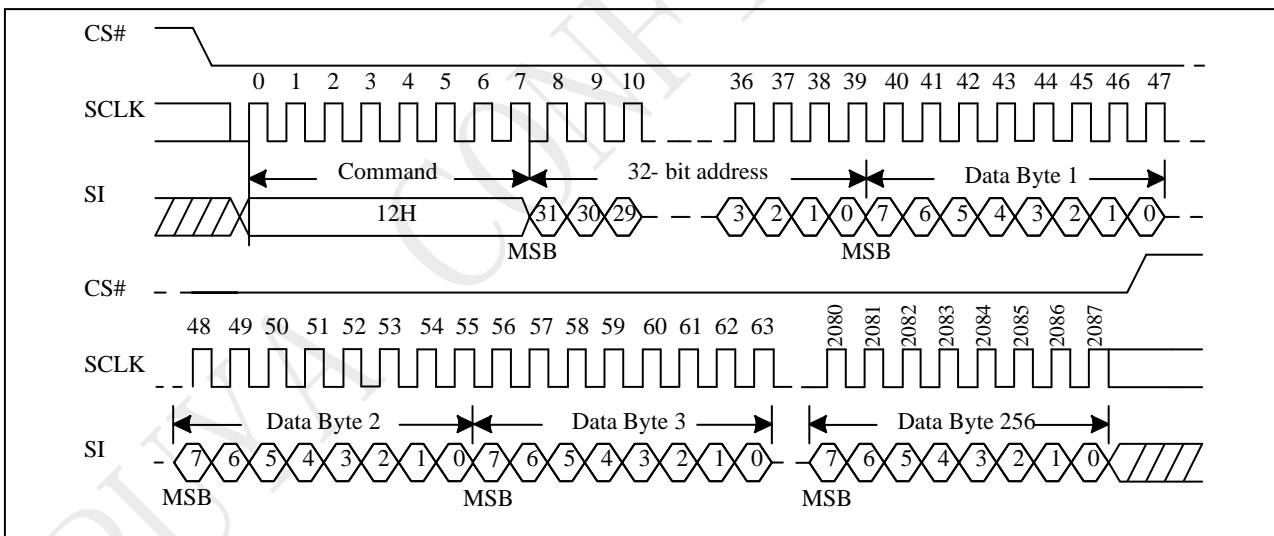 CS#
0 1 2 3 4 5 6 7 8 9 10 36 37 38 39 40 41 42 43 44 45 46 47
SCLK
Command 32- bit address Data Byte 1
SI
12H 31 30 29 3 2 1 0 7 6 5 4 3 2 1 0
MSB MSB
CS#
48 49 50 51 52 53 54 55 56 57 58 59 60 61 62 63 2080 2081 2082 2083 2084 2085 2086 2087
SCLK
Data Byte 2 Data Byte 3 Data Byte 256
SI
7 6 5 4 3 2 1 0 7 6 5 4 3 2 1 0 7 6 5 4 3 2 1 0
MSB MSB MSB
PUYA CONF